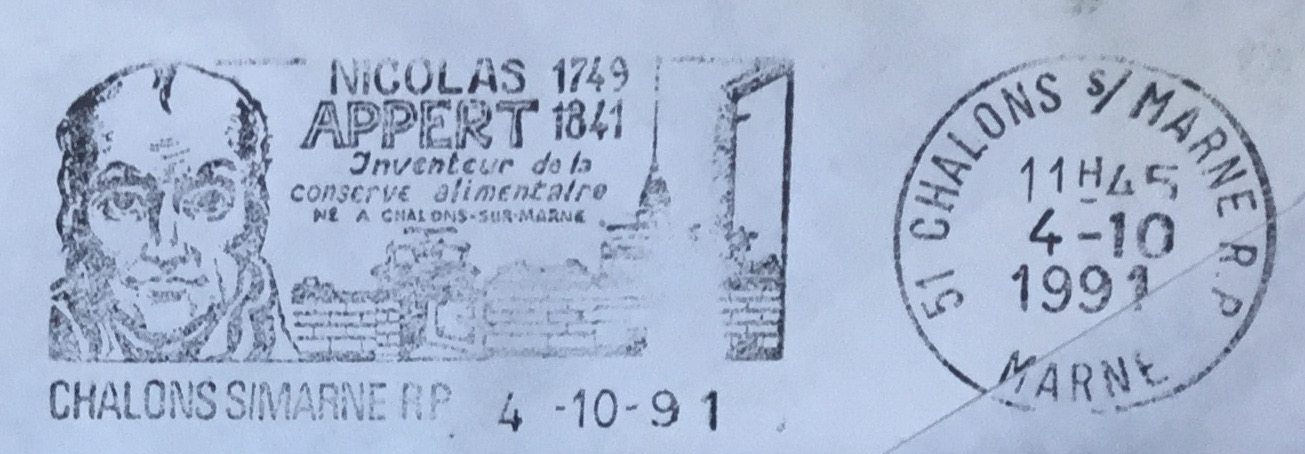 NICOLAS 1749
APPERT 1841
Inventeur de la
conserve alimentaire
NÉ A CHALONS-SUR-MARNE
CHALONS S/MARNE R.P 4 -10-91
51 CHALONS s/ MARNE R.P
11H45
4-10
1991
MARNE